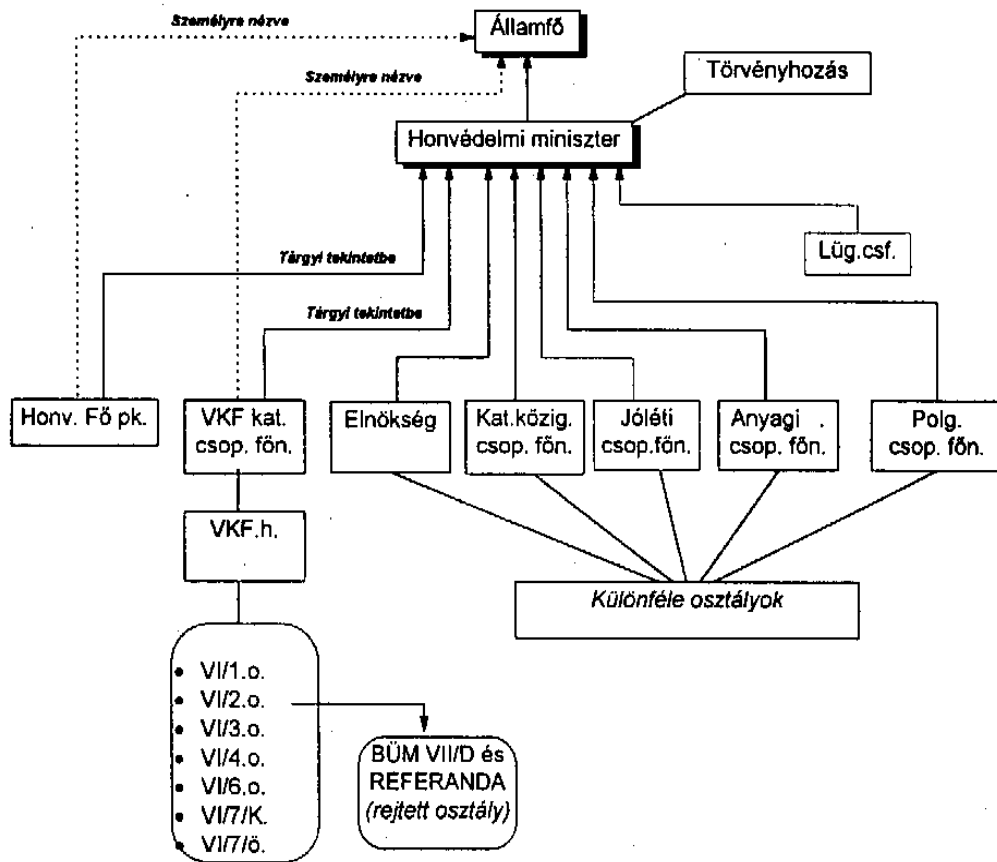 Személyre nézve
Államfő
Személyre nézve
Törvényhozás
Honvédelmi miniszter
Lüg.csf.
Tárgyi tekintetbe
Tárgyi tekintetbe
Honv. Fő pk.
VKF kat.
csop. főn.
Elnökség
Kat.közig.
csop. főn.
Jóléti
csop.főn.
Anyagi
csop. főn.
Polg.
csop. főn.
VKF.h.
Különféle osztályok
• VI/1.o.
• VI/2.o.
• VI/3.o.
• VI/4.o.
• VI/6.o.
• VI/7/K.
• VI/7/ö.
BÜM VII/D és
REFERANDA
(rejtett osztály)